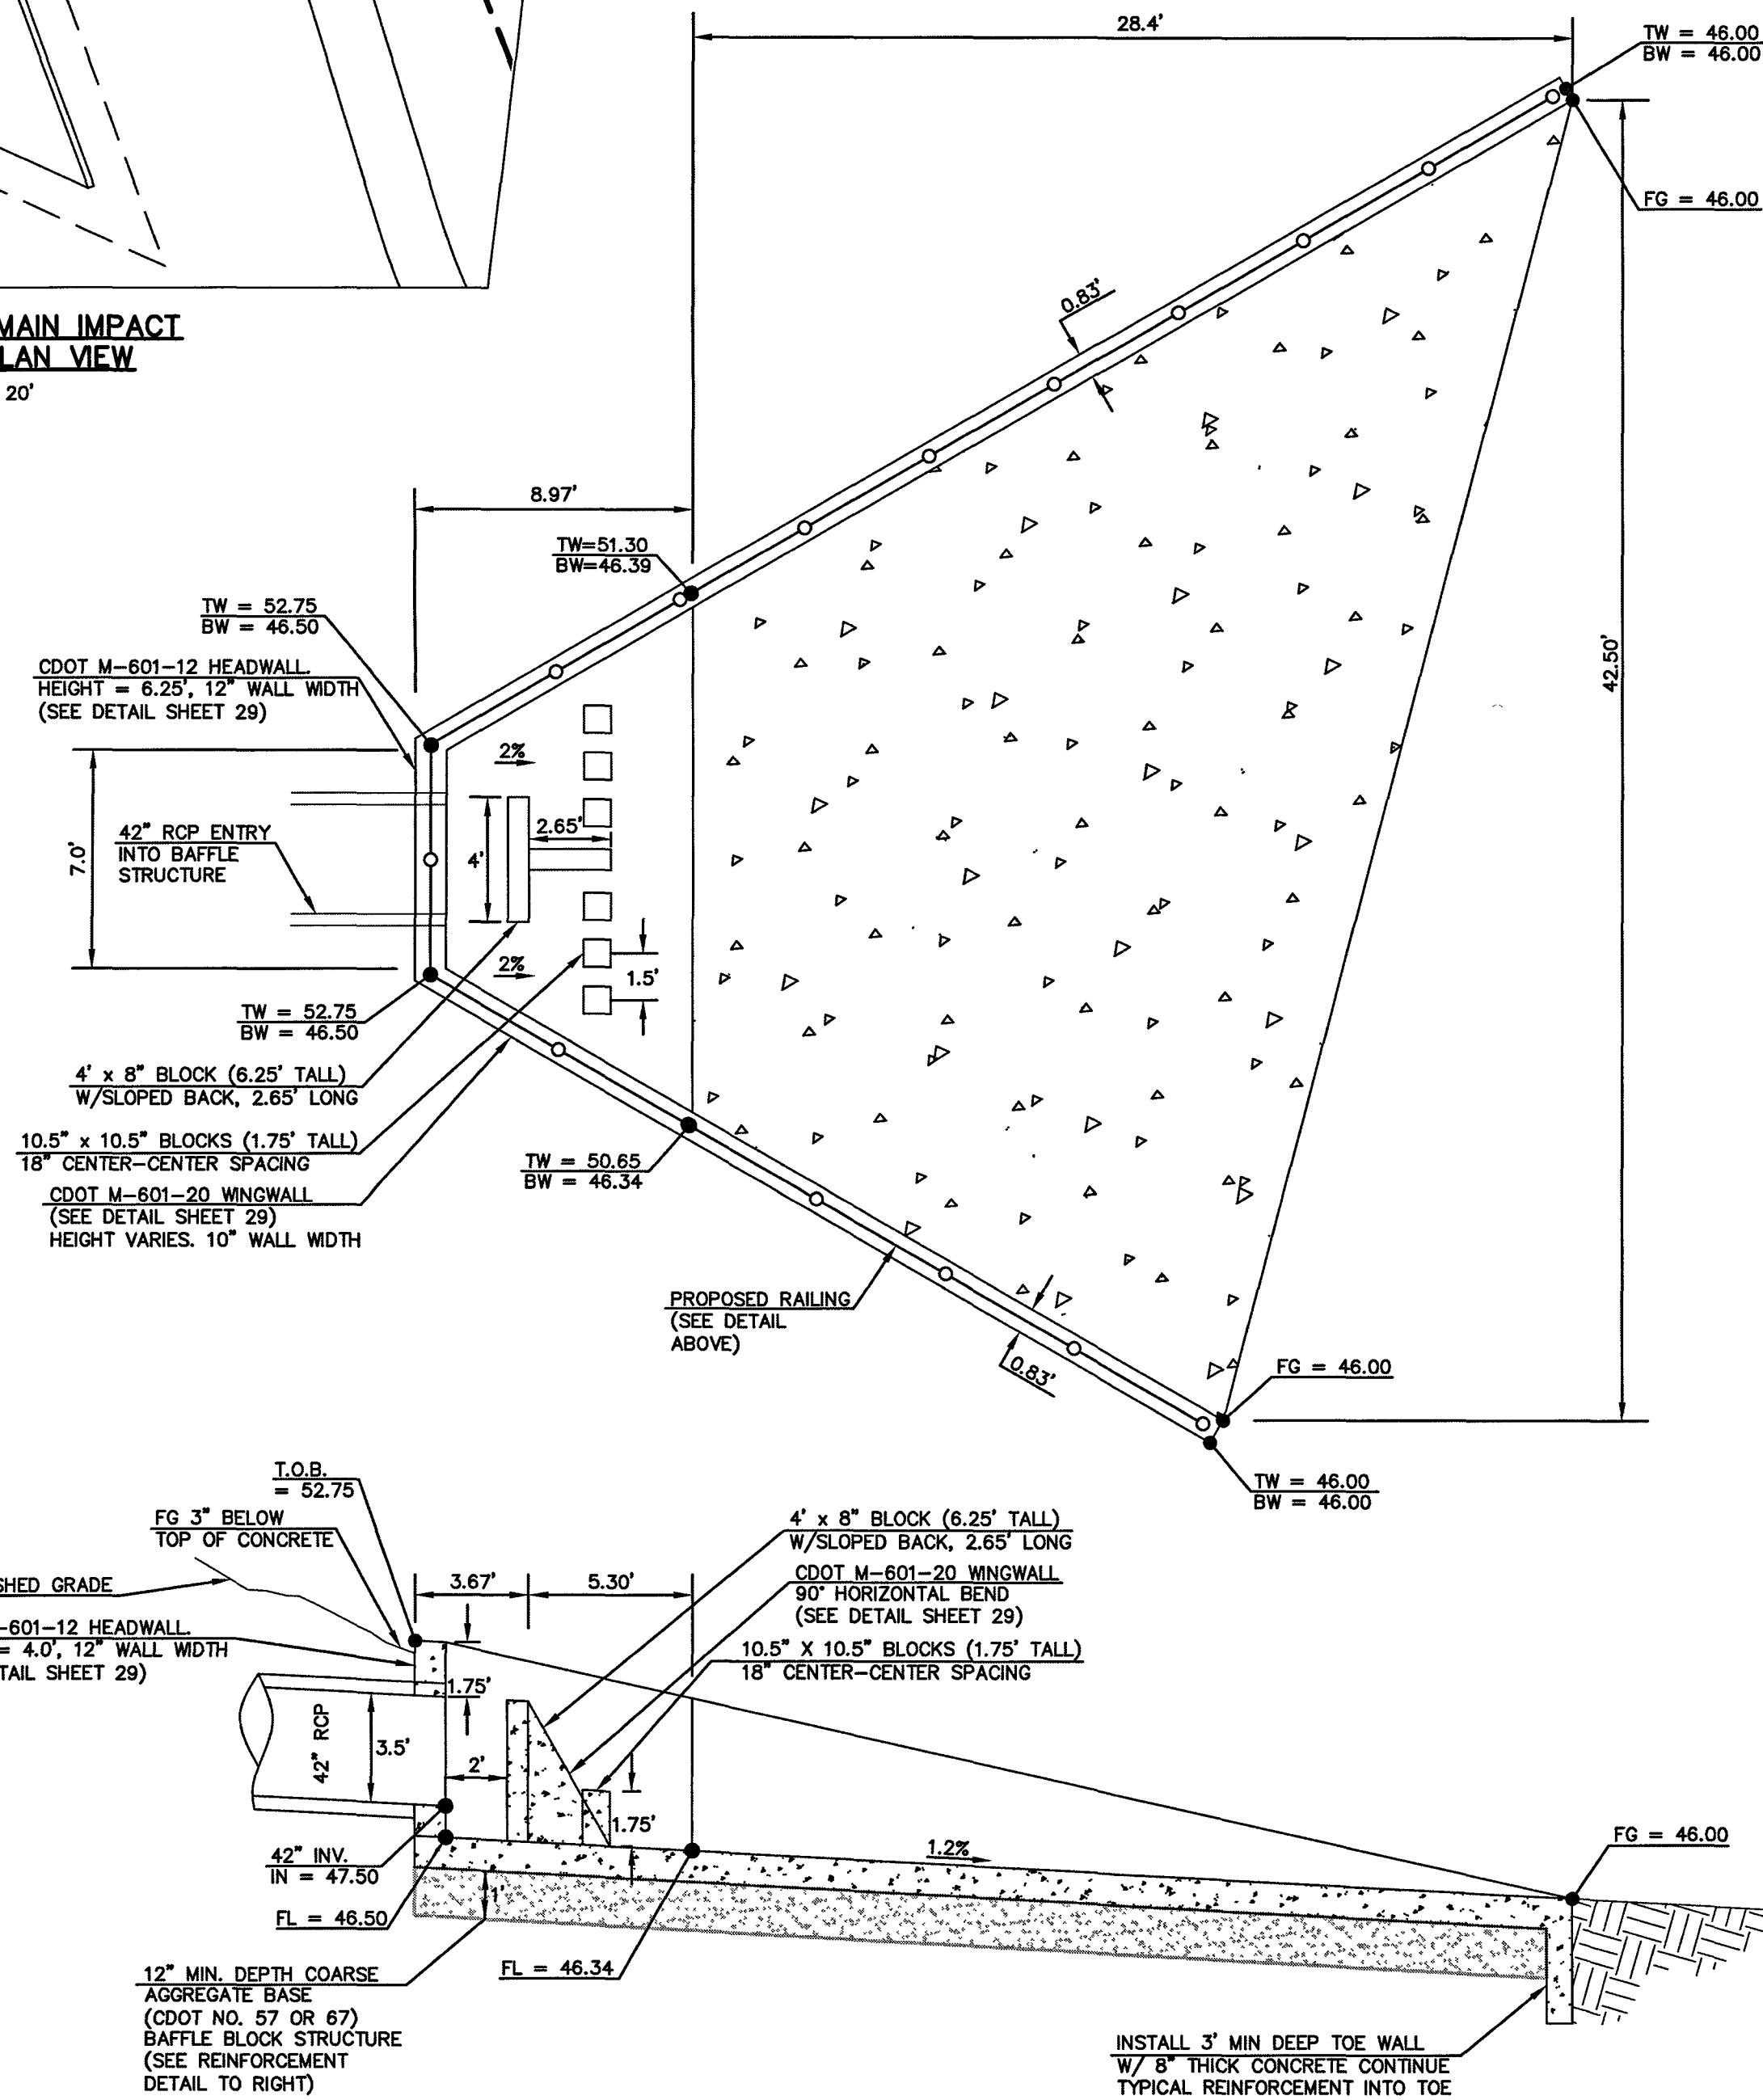 28.4'
TW = 46.00
BW = 46.00
FG = 46.00
MAIN IMPACT
LAN VIEW
20'
0.83'
8.97'
TW=51.30
BW=46.39
TW = 52.75
BW = 46.50
CDOT M-601-12 HEADWALL.
HEIGHT = 6.25', 12" WALL WIDTH
(SEE DETAIL SHEET 29)
42.50'
2%
7.0'
42" RCP ENTRY
INTO BAFFLE
STRUCTURE
4'
2.65'
2%
1.5'
TW = 52.75
BW = 46.50
4' x 8" BLOCK (6.25' TALL)
W/SLOPED BACK, 2.65' LONG
10.5" x 10.5" BLOCKS (1.75' TALL)
18" CENTER-CENTER SPACING
TW = 50.65
BW = 46.34
CDOT M-601-20 WINGWALL
(SEE DETAIL SHEET 29)
HEIGHT VARIES. 10" WALL WIDTH
PROPOSED RAILING
(SEE DETAIL
ABOVE)
0.83'
FG = 46.00
TW = 46.00
BW = 46.00
T.O.B.
= 52.75
FG 3" BELOW
TOP OF CONCRETE
SHED GRADE
-601-12 HEADWALL.
= 4.0', 12" WALL WIDTH
TAIL SHEET 29)
3.67'
5.30'
4' x 8" BLOCK (6.25' TALL)
W/SLOPED BACK, 2.65' LONG
CDOT M-601-20 WINGWALL
90° HORIZONTAL BEND
(SEE DETAIL SHEET 29)
10.5" X 10.5" BLOCKS (1.75' TALL)
18" CENTER-CENTER SPACING
1.75'
42" RCP
3.5'
2'
1.75'
1.2%
FG = 46.00
42" INV.
IN = 47.50
1'
FL = 46.50
FL = 46.34
12" MIN. DEPTH COARSE
AGGREGATE BASE
(CDOT NO. 57 OR 67)
BAFFLE BLOCK STRUCTURE
(SEE REINFORCEMENT
DETAIL TO RIGHT)
INSTALL 3' MIN DEEP TOE WALL
W/ 8" THICK CONCRETE CONTINUE
TYPICAL REINFORCEMENT INTO TOE